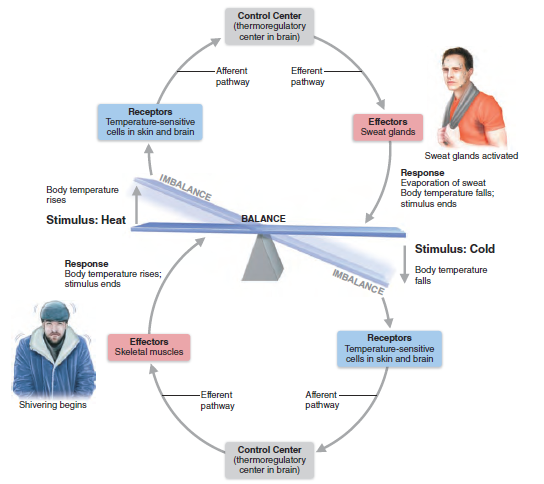 Control Center
(thermoregulatory
center in brain)
Afferent
pathway
Efferent
pathway
Receptors
Temperature-sensitive
cells in skin and brain
Effectors
Sweat glands
Sweat glands activated
Response
Evaporation of sweat
Body temperature falls;
stimulus ends
IMBALANCE
Body temperature
rises
Stimulus: Heat
BALANCE
Stimulus: Cold
Body temperature
falls
IMBALANCE
Response
Body temperature rises;
stimulus ends
Effectors
Skeletal muscles
Shivering begins
Receptors
Temperature-sensitive
cells in skin and brain
Efferent
pathway
Afferent
pathway
Control Center
(thermoregulatory
center in brain)